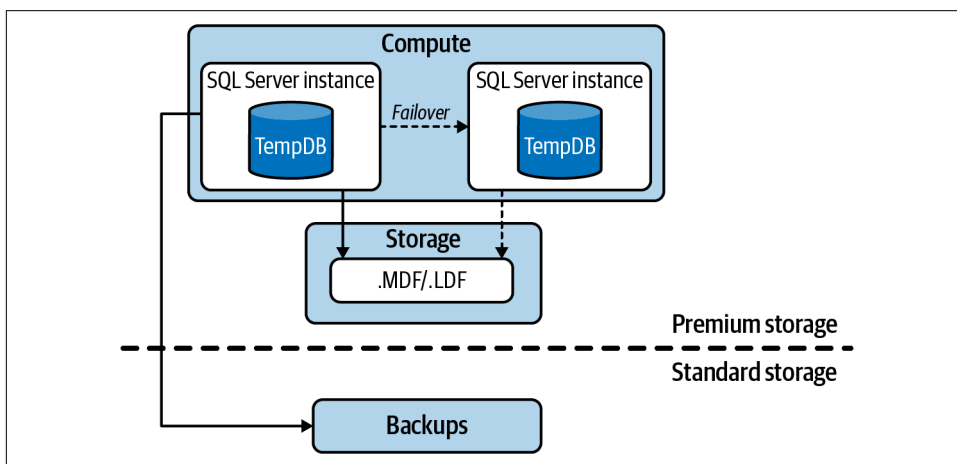 Compute
SQL Server instance
SQL Server instance
Failover
TempDB
TempDB
Storage
.MDF/.LDF
Premium storage
Standard storage
Backups